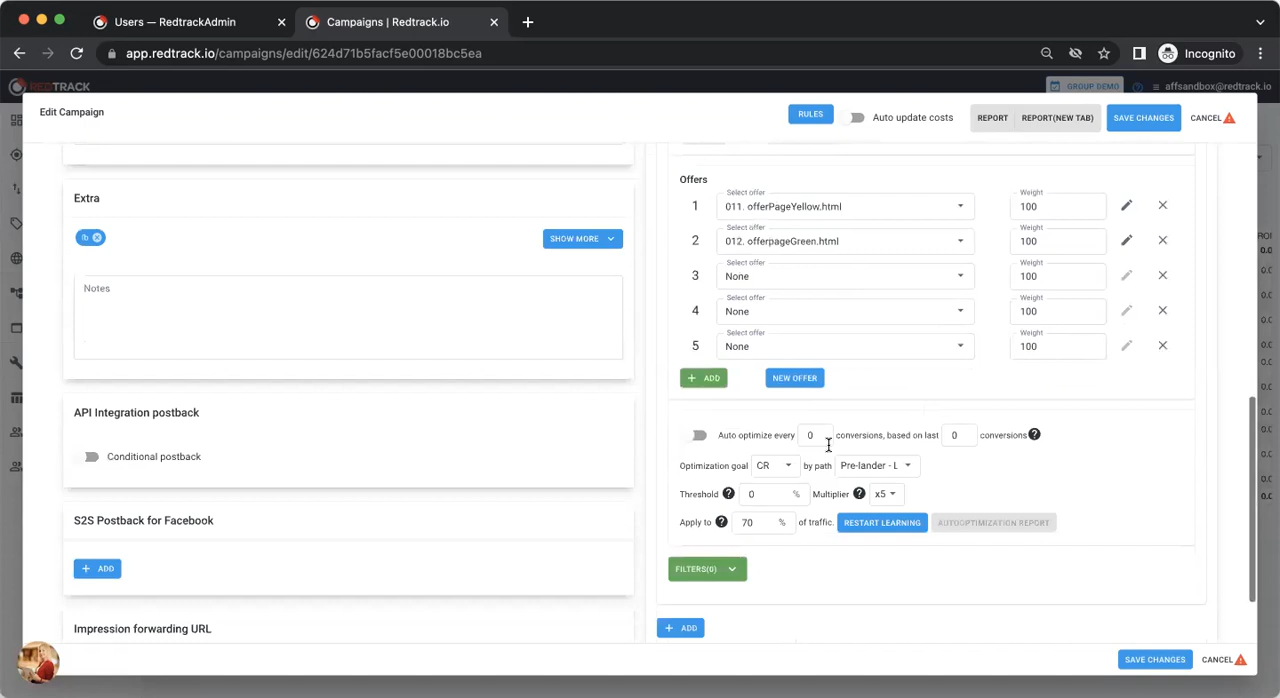 Users — RedtrackAdmin
Campaigns | Redtrack.io
app.redtrack.io/campaigns/edit/624d71b5facf5e00018bc5ea
Incognito
REDTRACK
GROUP DEMO
affsandbox@redtrack.io
Edit Campaign
RULES
Auto update costs
REPORT
REPORT(NEW TAB)
SAVE CHANGES
CANCEL
Extra
fb
SHOW MORE
Notes
API Integration postback
Conditional postback
S2S Postback for Facebook
+ ADD
Impression forwarding URL
Offers
Select offer
Weight
1 011. offerPageYellow.html 100
Select offer
Weight
2 012. offerpageGreen.html 100
Select offer
Weight
3 None 100
Select offer
Weight
4 None 100
Select offer
Weight
5 None 100
+ ADD
NEW OFFER
Auto optimize every 0 conversions, based on last 0 conversions ?
Optimization goal CR by path Pre-lander - L
Threshold ? 0 % Multiplier ? x5
Apply to ? 70 % of traffic. RESTART LEARNING AUTOOPTIMIZATION REPORT
FILTERS(0)
+ ADD
SAVE CHANGES
CANCEL